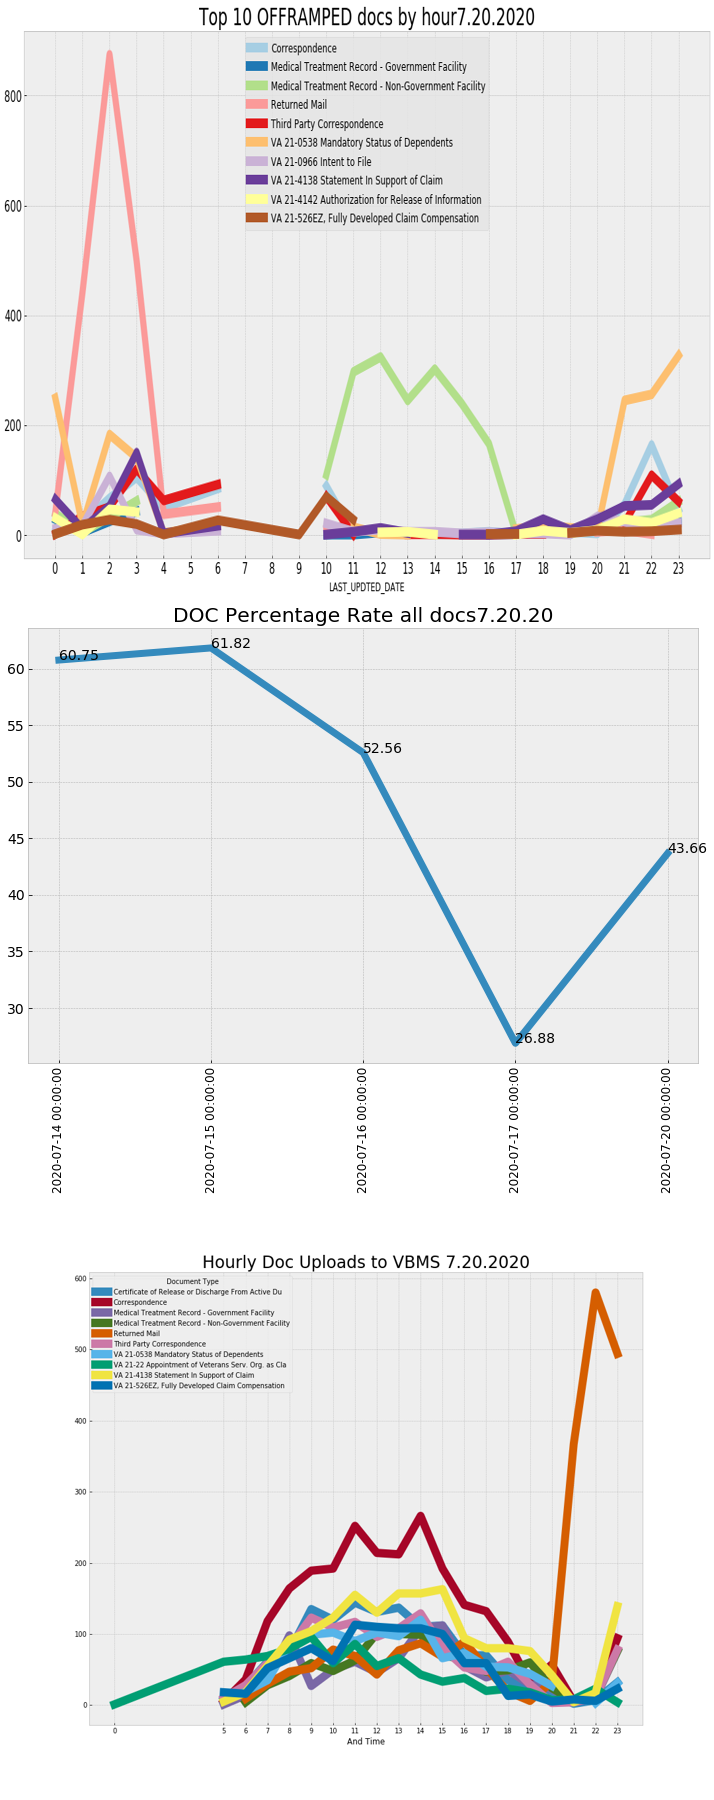 Top 10 OFFRAMPED docs by hour7.20.2020
Correspondence
Medical Treatment Record - Government Facility
Medical Treatment Record - Non-Government Facility
Returned Mail
Third Party Correspondence
VA 21-0538 Mandatory Status of Dependents
VA 21-0966 Intent to File
VA 21-4138 Statement In Support of Claim
VA 21-4142 Authorization for Release of Information
VA 21-526EZ, Fully Developed Claim Compensation
800
600
400
200
0
0 1 2 3 4 5 6 7 8 9 10 11 12 13 14 15 16 17 18 19 20 21 22 23
LAST_UPDTED_DATE
DOC Percentage Rate all docs7.20.20
60.75
61.82
52.56
26.88
43.66
60
55
50
45
40
35
30
2020-07-14 00:00:00
2020-07-15 00:00:00
2020-07-16 00:00:00
2020-07-17 00:00:00
2020-07-20 00:00:00
Hourly Doc Uploads to VBMS 7.20.2020
Document Type
Certificate of Release or Discharge From Active Du
Correspondence
Medical Treatment Record - Government Facility
Medical Treatment Record - Non-Government Facility
Returned Mail
Third Party Correspondence
VA 21-0538 Mandatory Status of Dependents
VA 21-22 Appointment of Veterans Serv. Org. as Cla
VA 21-4138 Statement In Support of Claim
VA 21-526EZ, Fully Developed Claim Compensation
600
500
400
300
200
100
0
0 5 6 7 8 9 10 11 12 13 14 15 16 17 18 19 20 21 22 23
And Time